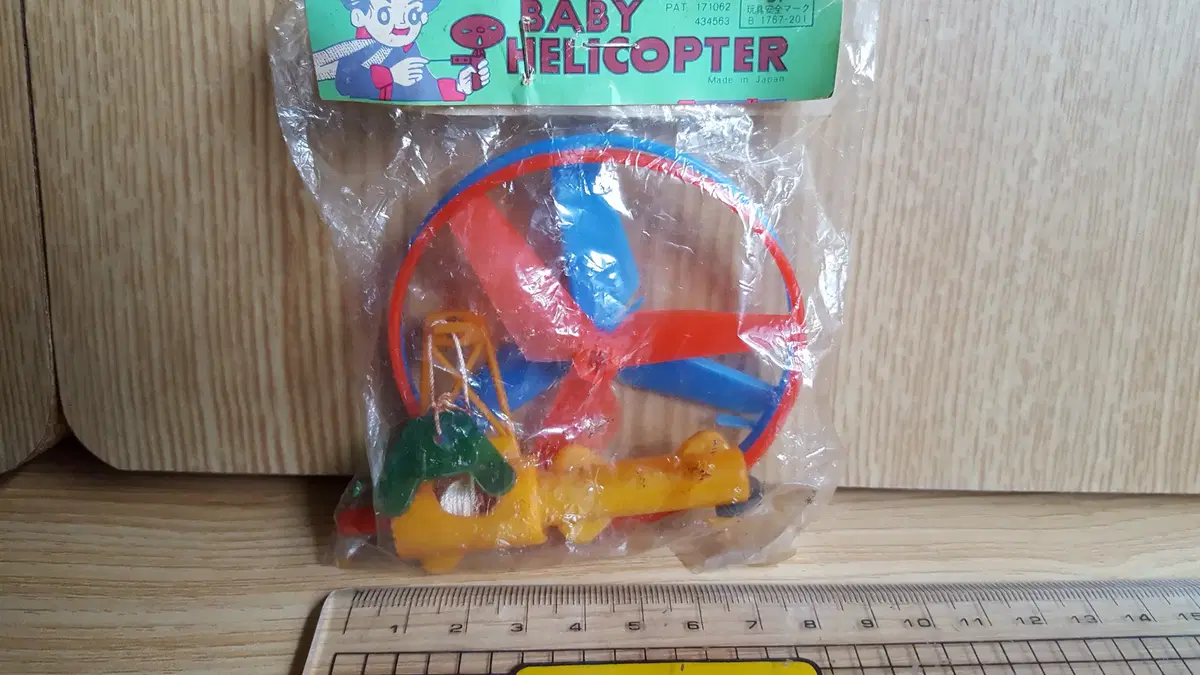 BABY
HELICOPTER
PAT. 171062
434563
玩具安全マーク
B 1767-201
Made in Japan
1 2 3 4 5 6 7 8 9 10 11 12 13 14 15